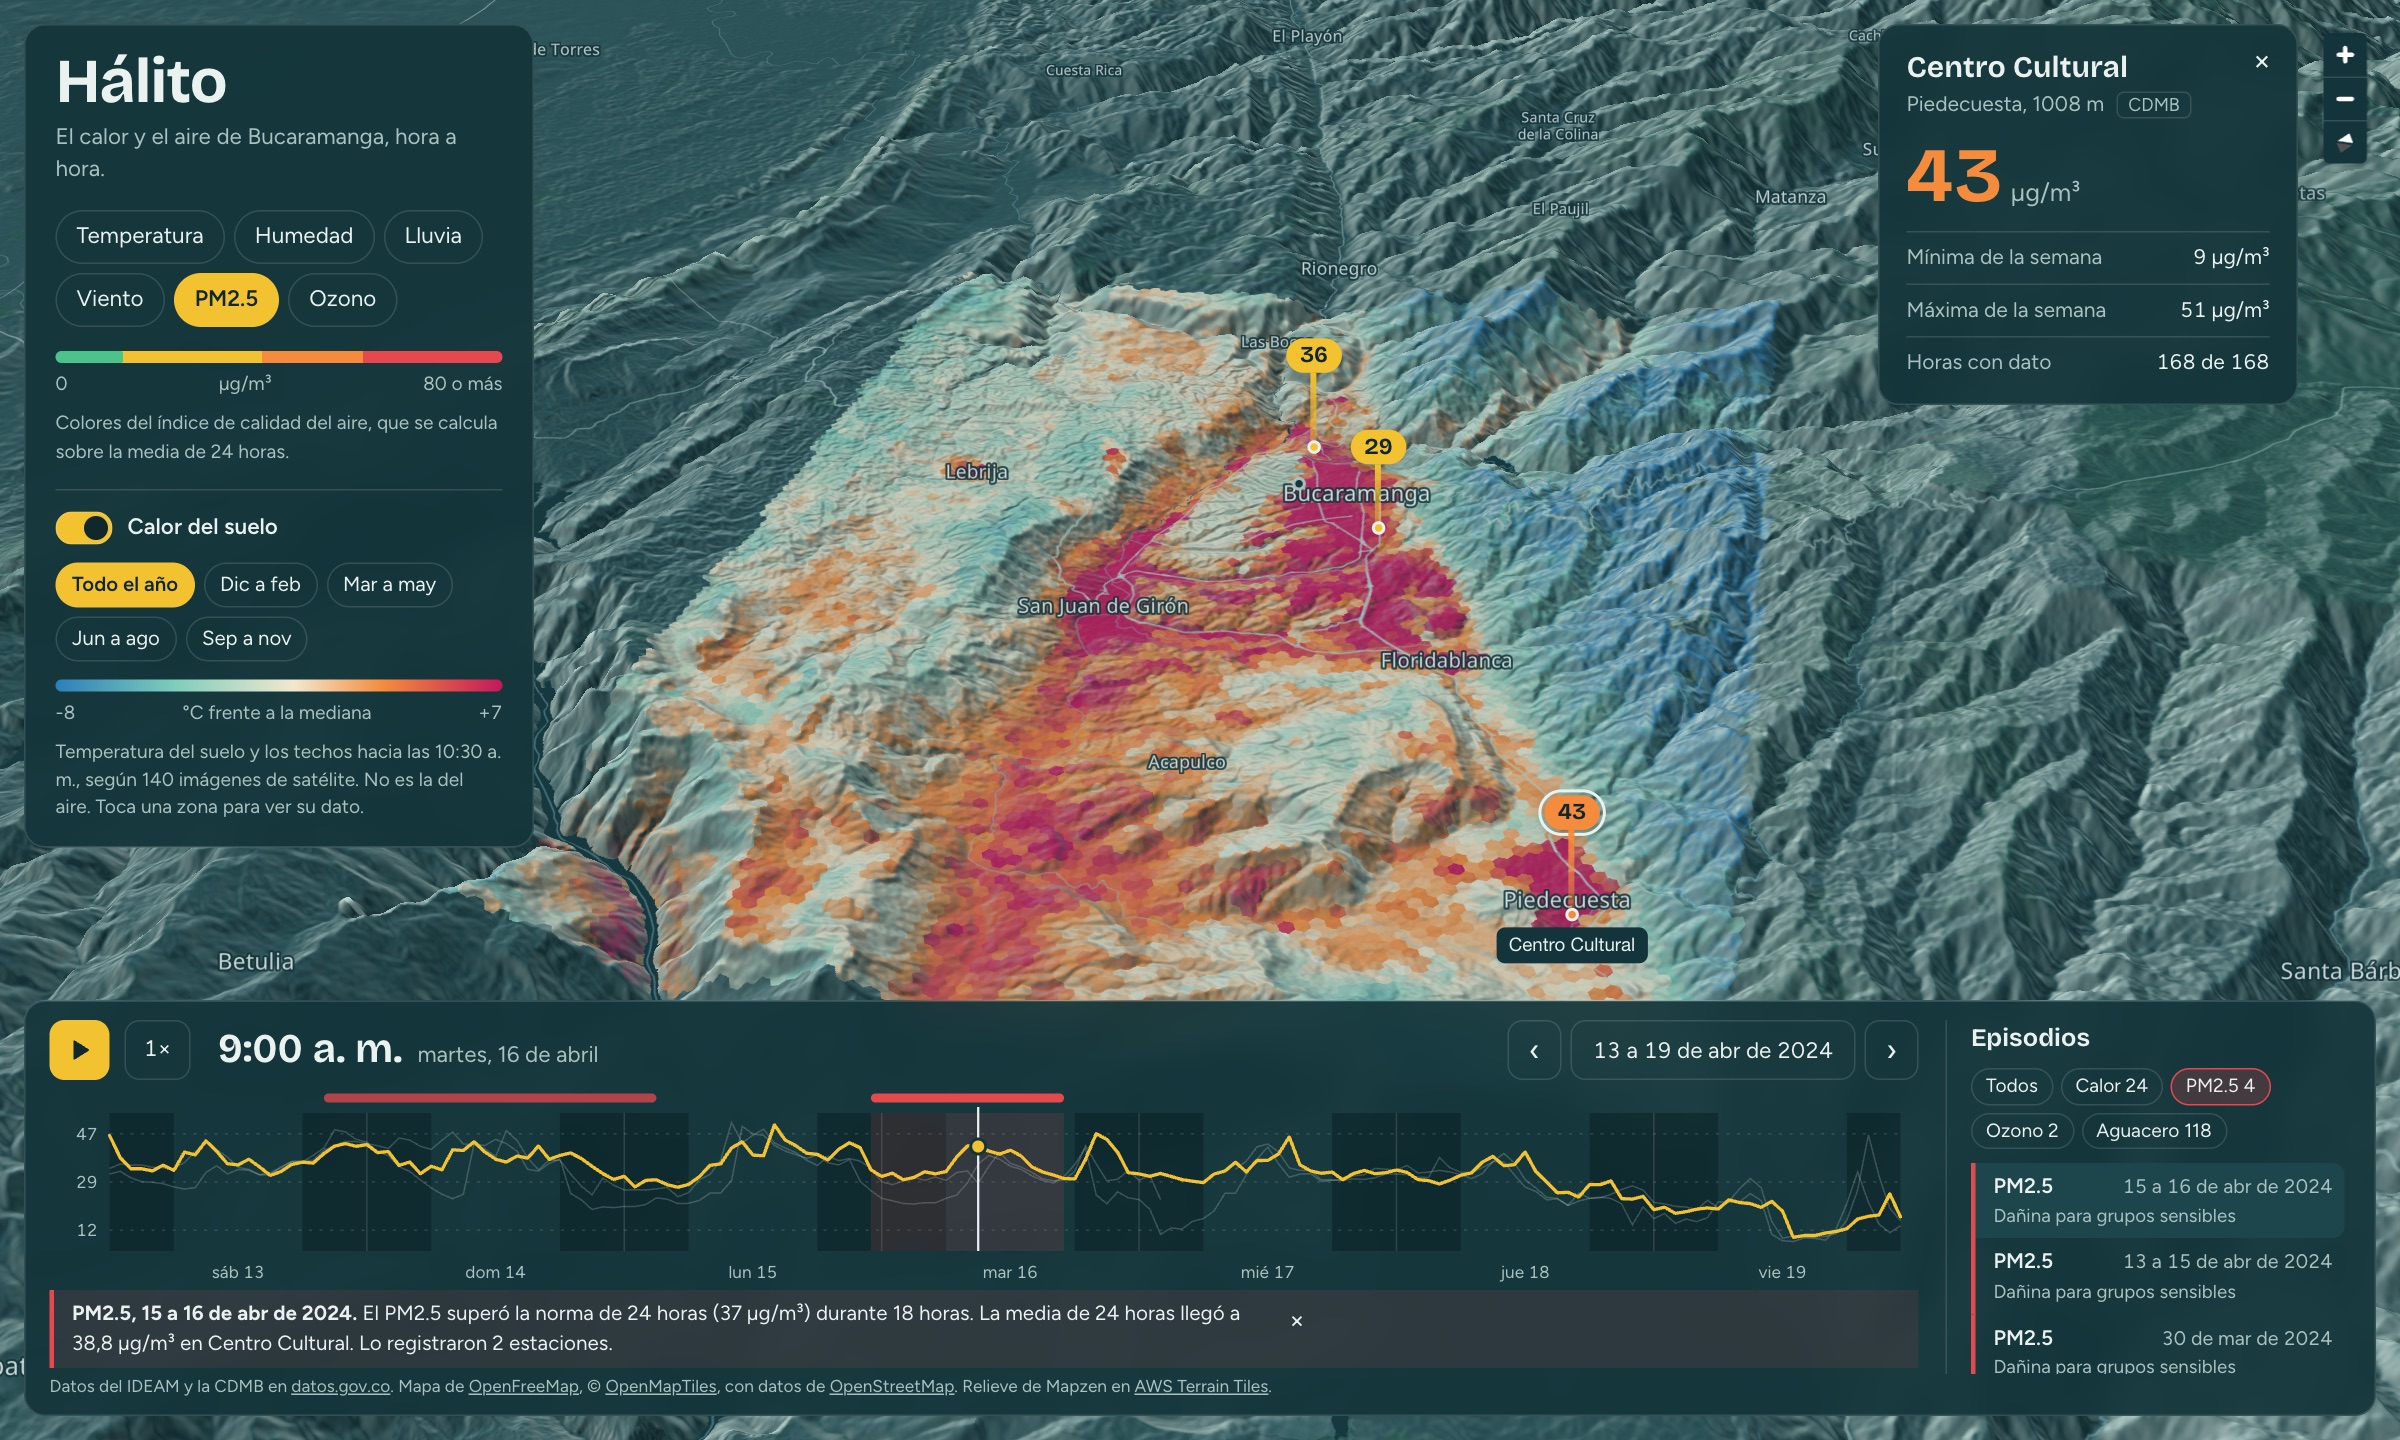 Hálito
El calor y el aire de Bucaramanga, hora a
hora.
Temperatura Humedad Lluvia
Viento PM2.5 Ozono
0 µg/m³ 80 o más
Colores del índice de calidad del aire, que se calcula
sobre la media de 24 horas.
Calor del suelo
Todo el año Dic a feb Mar a may
Jun a ago Sep a nov
-8 °C frente a la mediana +7
Temperatura del suelo y los techos hacia las 10:30 a.
m., según 140 imágenes de satélite. No es la del
aire. Toca una zona para ver su dato.
de Torres
El Playón
Cuesta Rica
Santa Cruz
de la Colina
Matanza
El Paujil
Rionegro
36
29
Lebrija
Bucaramanga
San Juan de Girón
Floridablanca
Acapulco
43
Piedecuesta
Centro Cultural
Betulia
Centro Cultural ×
Piedecuesta, 1008 m CDMB
43 µg/m³
Mínima de la semana 9 µg/m³
Máxima de la semana 51 µg/m³
Horas con dato 168 de 168
+
−
1× 9:00 a. m. martes, 16 de abril
‹ 13 a 19 de abr de 2024 ›
47
29
12
sáb 13 dom 14 lun 15 mar 16 mié 17 jue 18 vie 19
PM2.5, 15 a 16 de abr de 2024. El PM2.5 superó la norma de 24 horas (37 µg/m³) durante 18 horas. La media de 24 horas llegó a
38,8 µg/m³ en Centro Cultural. Lo registraron 2 estaciones.
×
Datos del IDEAM y la CDMB en datos.gov.co. Mapa de OpenFreeMap, © OpenMapTiles, con datos de OpenStreetMap. Relieve de Mapzen en AWS Terrain Tiles.
Episodios
Todos Calor 24 PM2.5 4
Ozono 2 Aguacero 118
PM2.5 15 a 16 de abr de 2024
Dañina para grupos sensibles
PM2.5 13 a 15 de abr de 2024
Dañina para grupos sensibles
PM2.5 30 de mar de 2024
Dañina para grupos sensibles